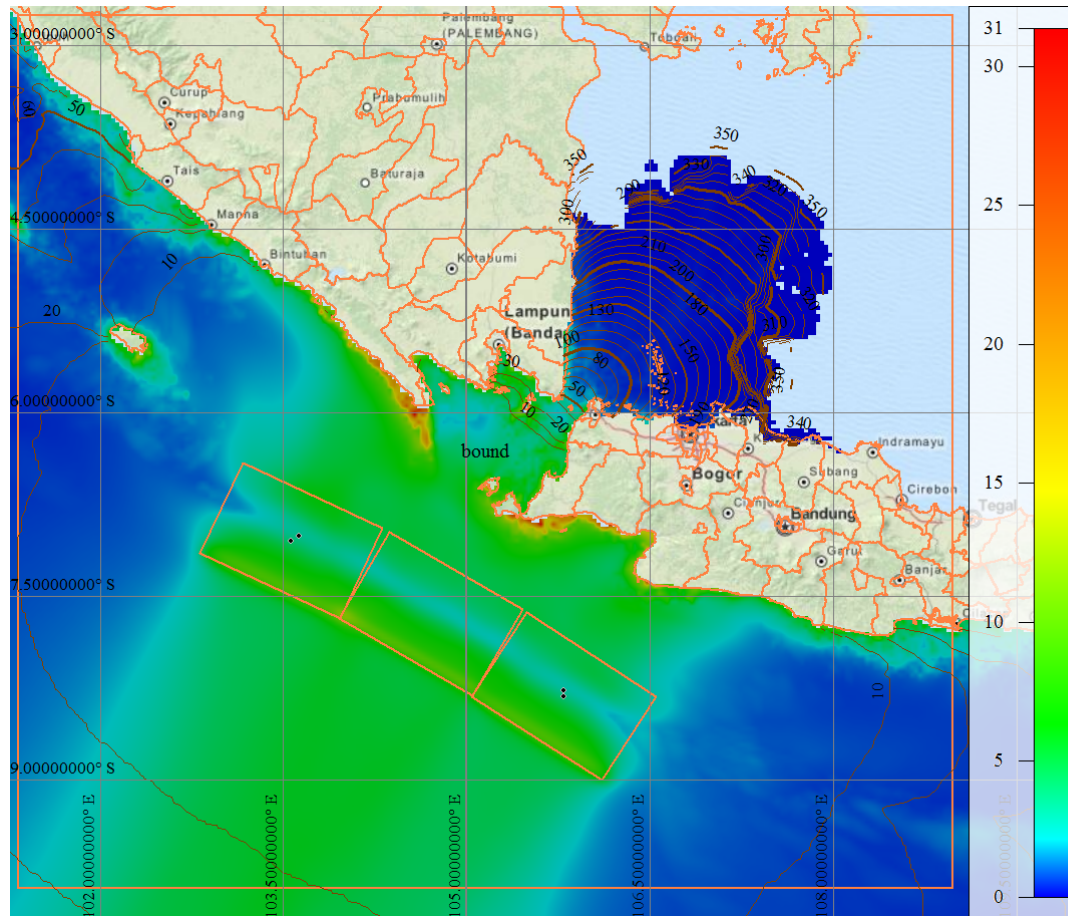 31
30
25
20
15
10
5
0
3.00000000° S
4.50000000° S
6.00000000° S
7.50000000° S
9.00000000° S
102.00000000° E
103.50000000° E
105.00000000° E
106.50000000° E
108.00000000° E
Palembang
(PALEMBANG)
Toboali
Curup
Kepahiang
Prabumulih
Tais
Baturaja
Manna
Bintuhan
Kotabumi
Lampun
(Banda
bound
Bogor
Cianjur
Bandung
Subang
Indramayu
Cirebon
Tegal
Garut
Banjar
50
10
20
350
350
340
350
300
200
200
150
130
100
80
50
30
10
20
340
350
10